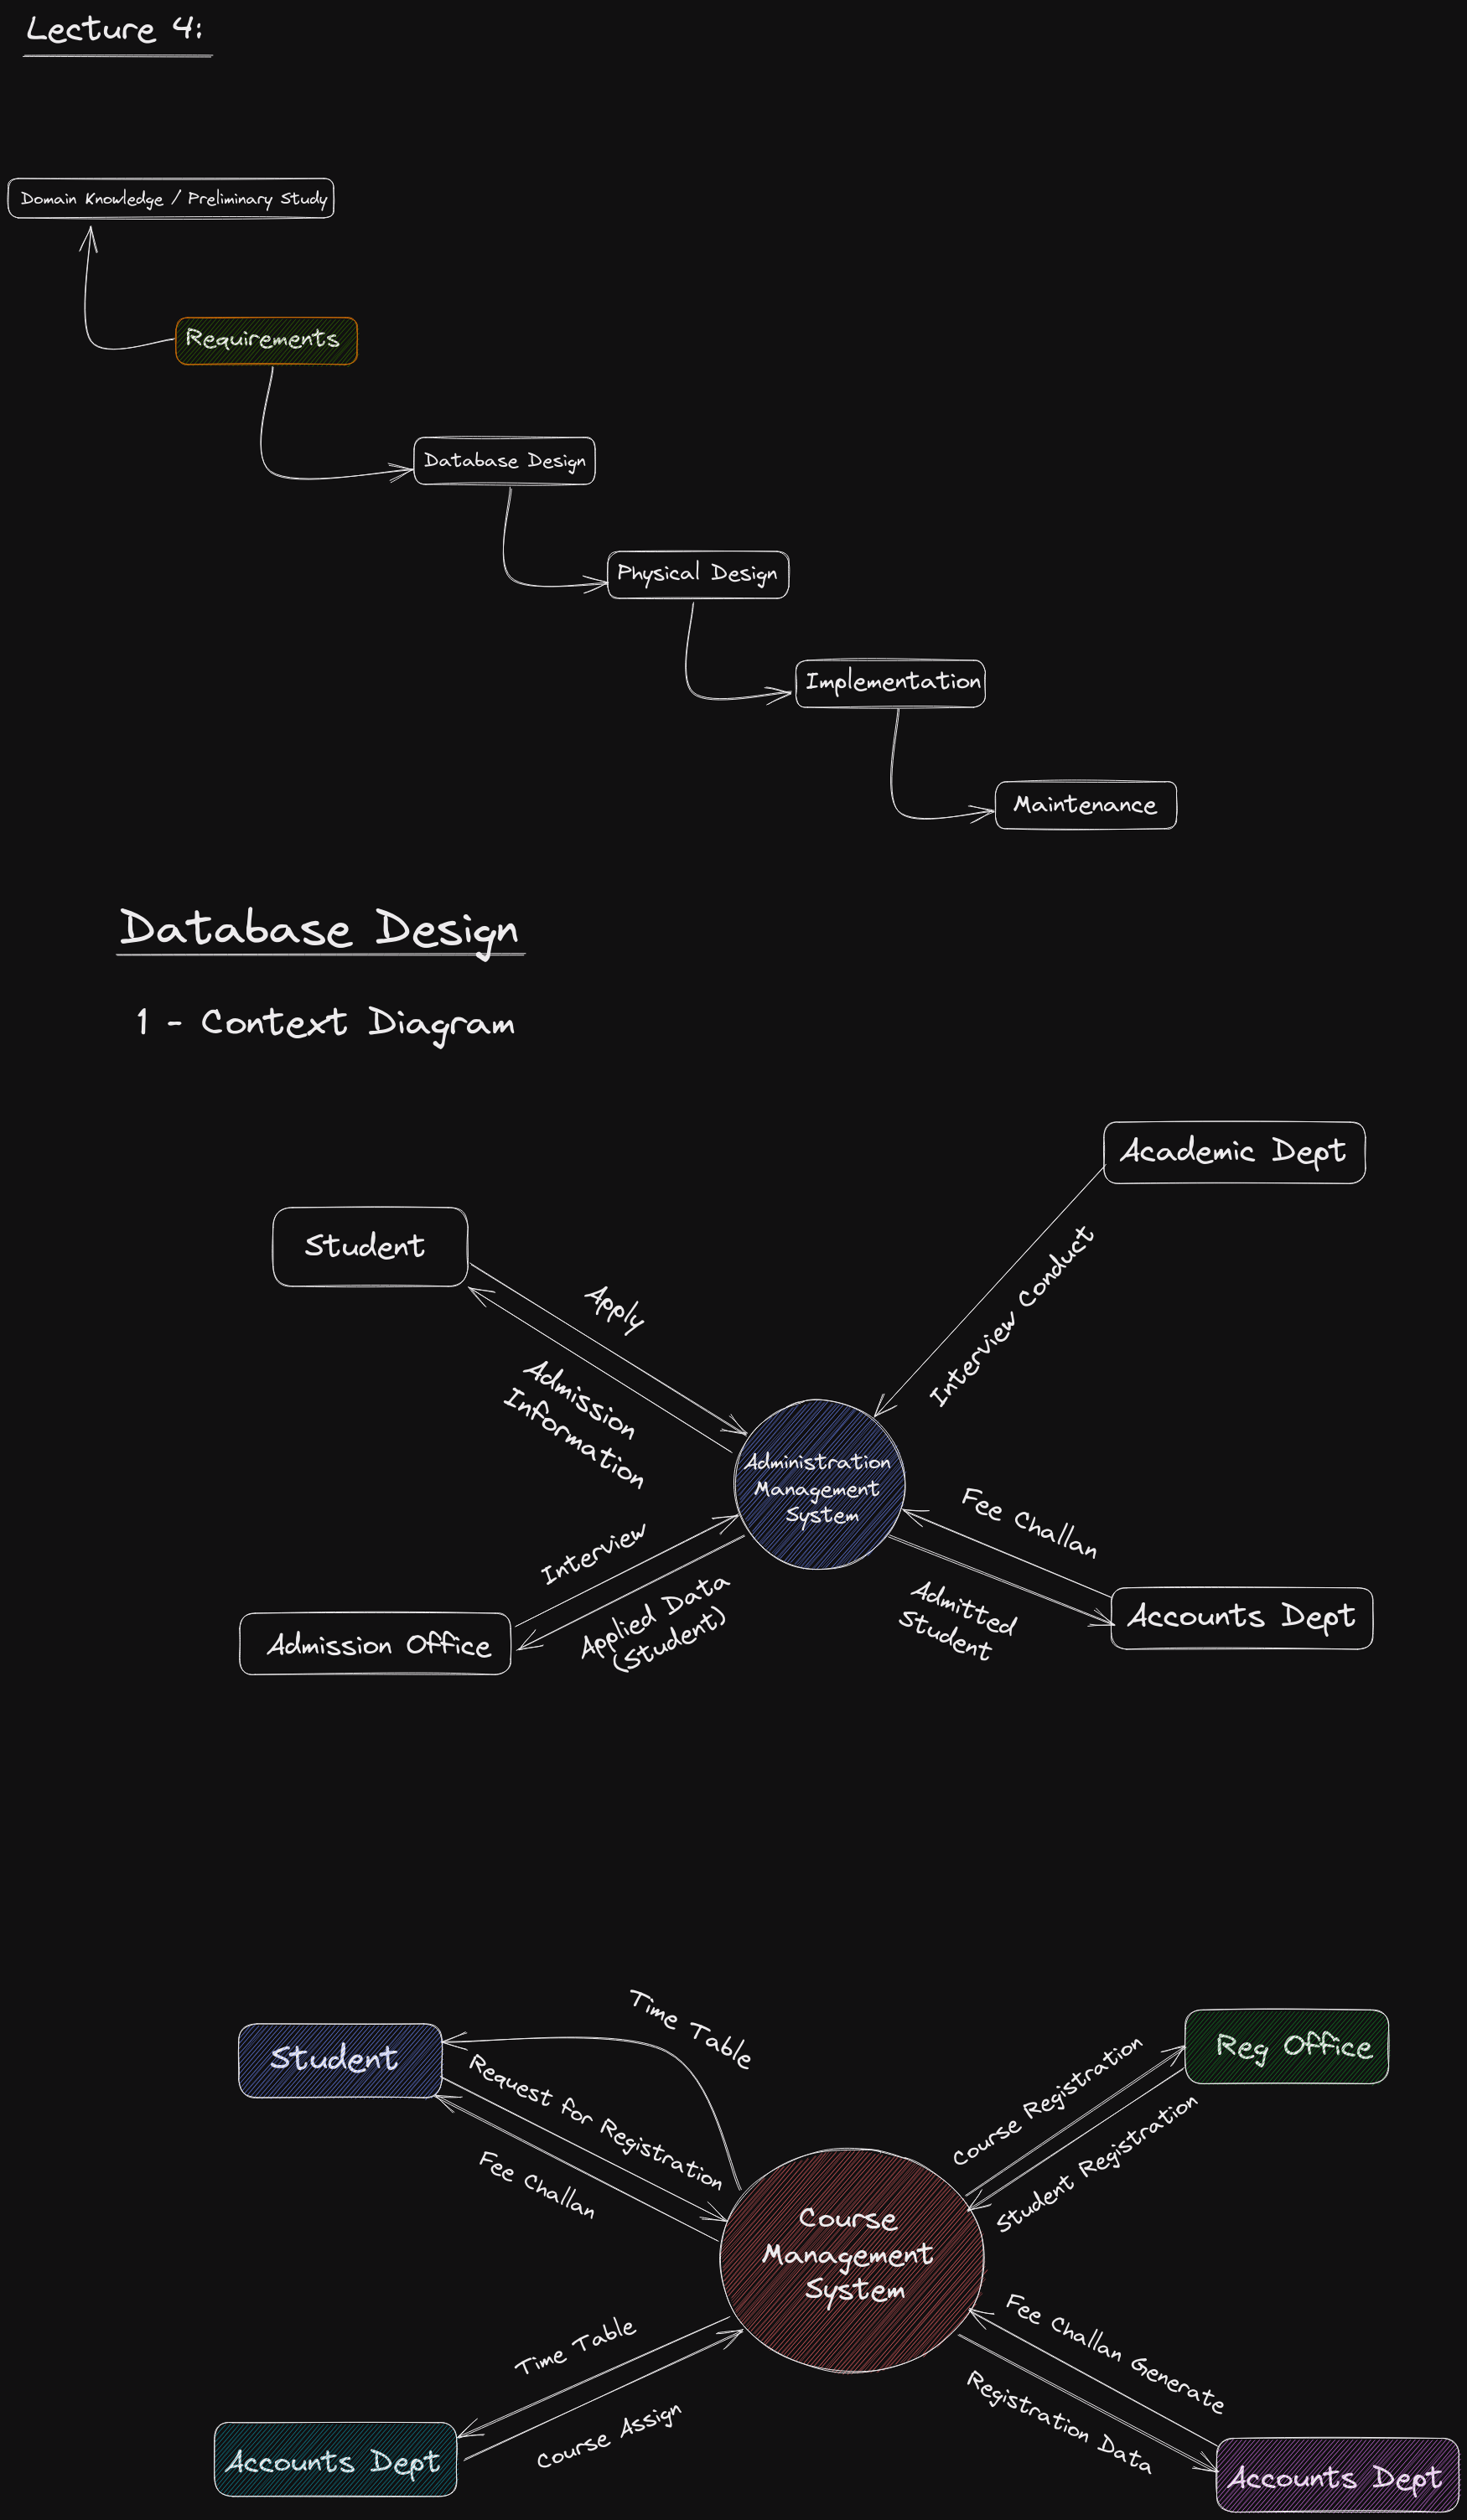 Lecture 4:
Domain Knowledge / Preliminary Study
Requirements
Database Design
Physical Design
Implementation
Maintenance
Database Design
1 - Context Diagram
Academic Dept
Student
Apply
Interview Conduct
Admission
Information
Administration
Management
System
Fee Challan
Interview
Applied Data
(Student)
Admitted
Student
Accounts Dept
Admission Office
Time Table
Student
Reg Office
Request for Registration
Course Registration
Fee Challan
Student Registration
Course
Management
System
Time Table
Fee Challan Generate
Course Assign
Registration Data
Accounts Dept
Accounts Dept